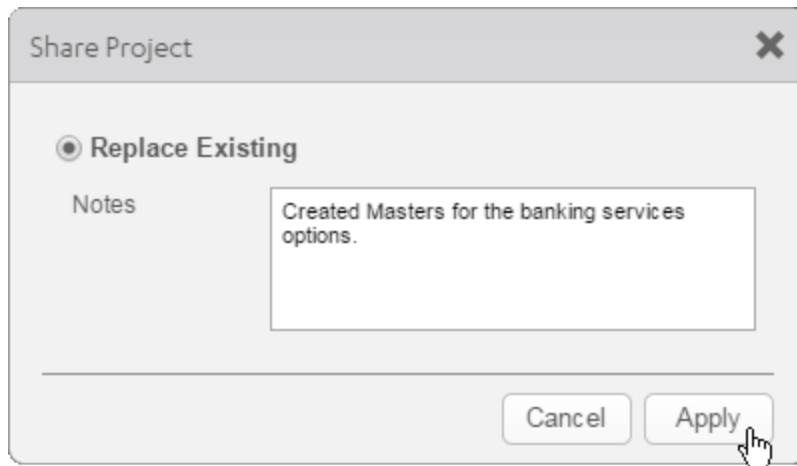 Share Project
Replace Existing
Notes
Created Masters for the banking services
options.
Cancel
Apply